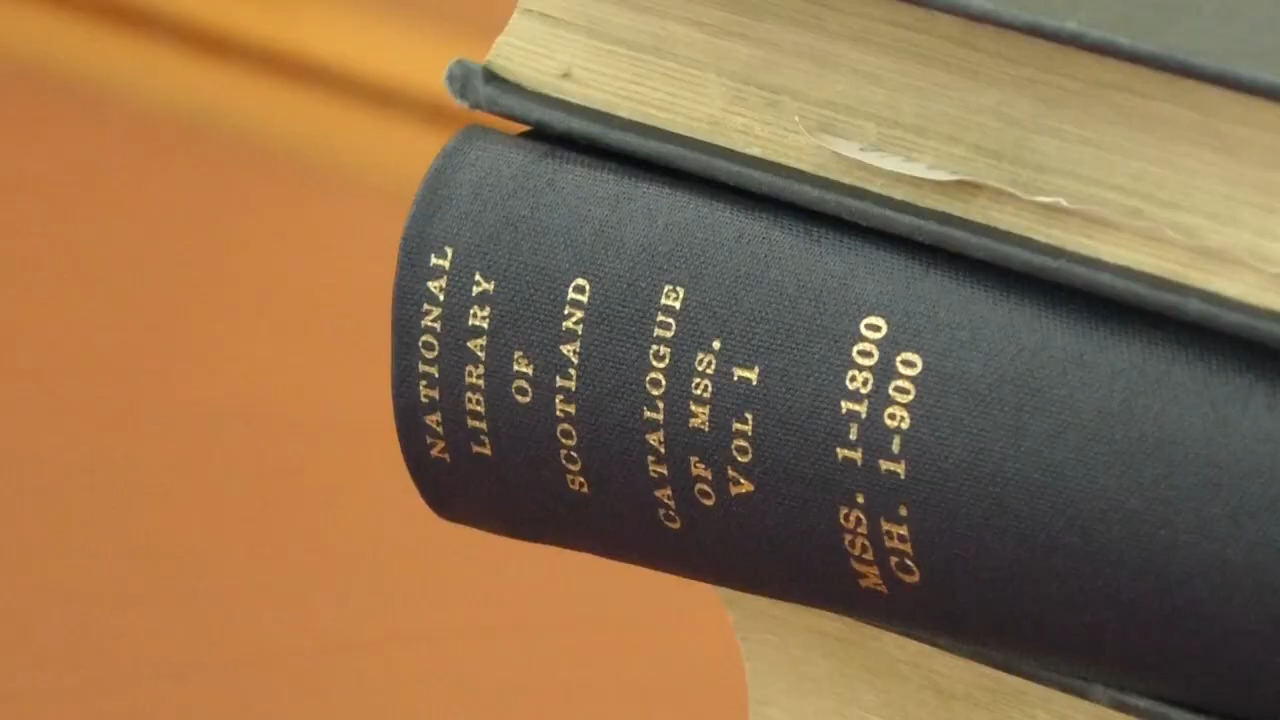 NATIONAL
LIBRARY
OF
SCOTLAND
CATALOGUE
OF MSS.
VOL 1
MSS. 1-1800
CH. 1-900